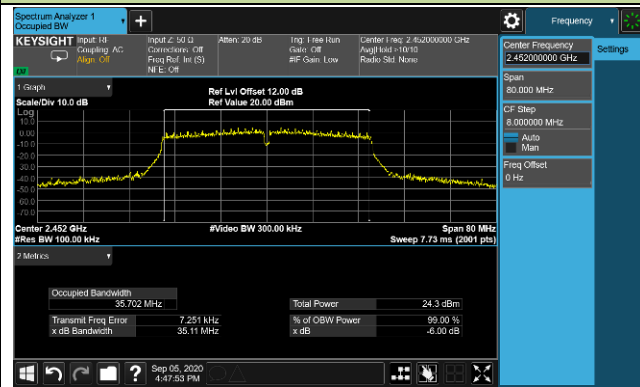 Spectrum Analyzer 1
Occupied BW
Frequency
KEYSIGHT
Input: RF
Coupling: AC
Align: Off
Input Z: 50 Ω
Corrections: Off
Freq Ref: Int (S)
NFE: Off
Atten: 20 dB
Trig: Free Run
Gate: Off
#IF Gain: Low
Center Freq: 2.452000000 GHz
Avg|Hold >10/10
Radio Std: None
Center Frequency
2.452000000 GHz
Settings
Span
80.000 MHz
CF Step
8.000000 MHz
Auto
Man
Freq Offset
0 Hz
1 Graph
Scale/Div 10.0 dB
Ref Lvl Offset 12.00 dB
Ref Value 20.00 dBm
Log
10.0
0.00
-10.0
-20.0
-30.0
-40.0
-50.0
-60.0
-70.0
Center 2.452 GHz
#Res BW 100.00 kHz
#Video BW 300.00 kHz
Span 80 MHz
Sweep 7.73 ms (2001 pts)
2 Metrics
Occupied Bandwidth
35.702 MHz
Total Power 24.3 dBm
Transmit Freq Error 7.251 kHz
% of OBW Power 99.00 %
x dB Bandwidth 35.11 MHz
x dB -6.00 dB
Sep 05, 2020
4:47:53 PM